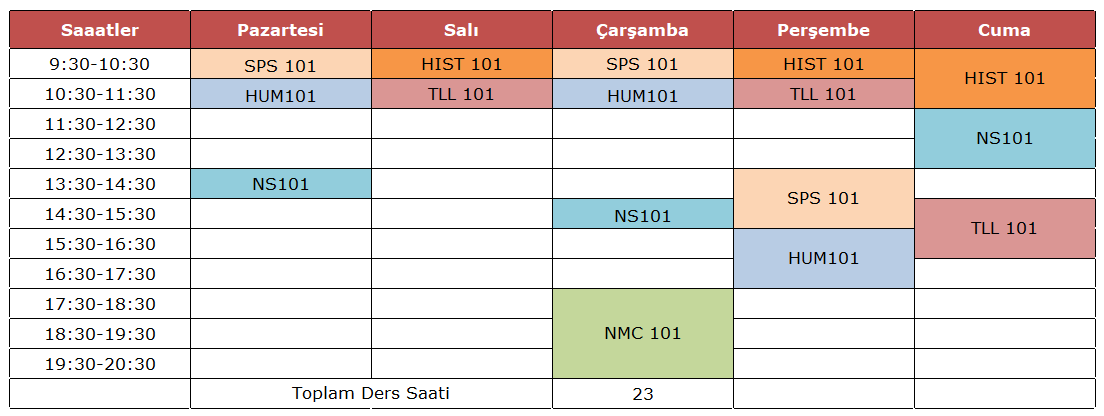 Saaatler Pazartesi Salı Çarşamba Perşembe Cuma
9:30-10:30 SPS 101 HIST 101 SPS 101 HIST 101 HIST 101
10:30-11:30 HUM101 TLL 101 HUM101 TLL 101
11:30-12:30 NS101
12:30-13:30
13:30-14:30 NS101 SPS 101
14:30-15:30 NS101 TLL 101
15:30-16:30 HUM101
16:30-17:30
17:30-18:30 NMC 101
18:30-19:30
19:30-20:30
Toplam Ders Saati 23